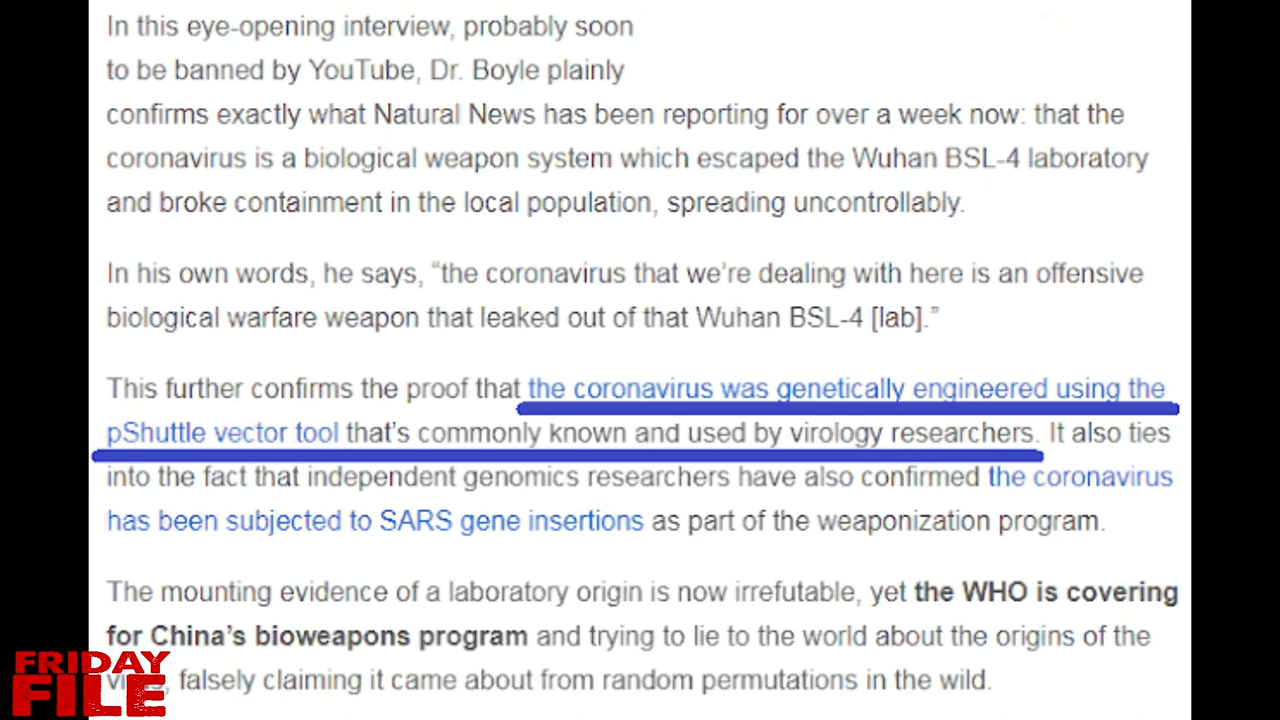 In this eye-opening interview, probably soon
to be banned by YouTube, Dr. Boyle plainly
confirms exactly what Natural News has been reporting for over a week now: that the
coronavirus is a biological weapon system which escaped the Wuhan BSL-4 laboratory
and broke containment in the local population, spreading uncontrollably.
In his own words, he says, “the coronavirus that we’re dealing with here is an offensive
biological warfare weapon that leaked out of that Wuhan BSL-4 [lab].”
This further confirms the proof that the coronavirus was genetically engineered using the
pShuttle vector tool that’s commonly known and used by virology researchers. It also ties
into the fact that independent genomics researchers have also confirmed the coronavirus
has been subjected to SARS gene insertions as part of the weaponization program.
The mounting evidence of a laboratory origin is now irrefutable, yet the WHO is covering
for China’s bioweapons program and trying to lie to the world about the origins of the
falsely claiming it came about from random permutations in the wild.
FRIDAY
FILE